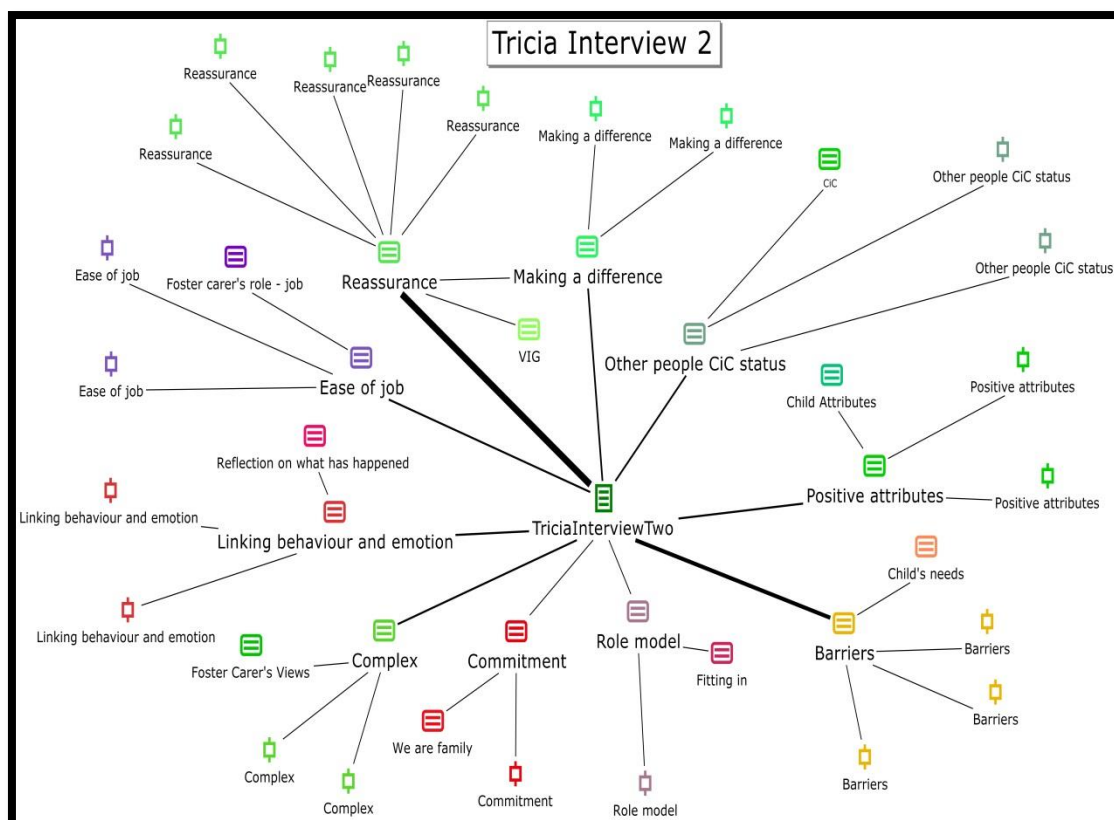 Tricia Interview 2
Reassurance
Reassurance
Reassurance
Reassurance
Reassurance
Making a difference
Making a difference
CiC
Other people CiC status
Other people CiC status
Ease of job
Foster carer's role - job
Reassurance
Making a difference
VIG
Other people CiC status
Ease of job
Ease of job
Child Attributes
Positive attributes
Reflection on what has happened
Positive attributes
Positive attributes
Linking behaviour and emotion
Linking behaviour and emotion
TriciaInterviewTwo
Child's needs
Linking behaviour and emotion
Foster Carer's Views
Complex
Commitment
Role model
Fitting in
Barriers
Barriers
Barriers
We are family
Complex
Complex
Commitment
Role model
Barriers